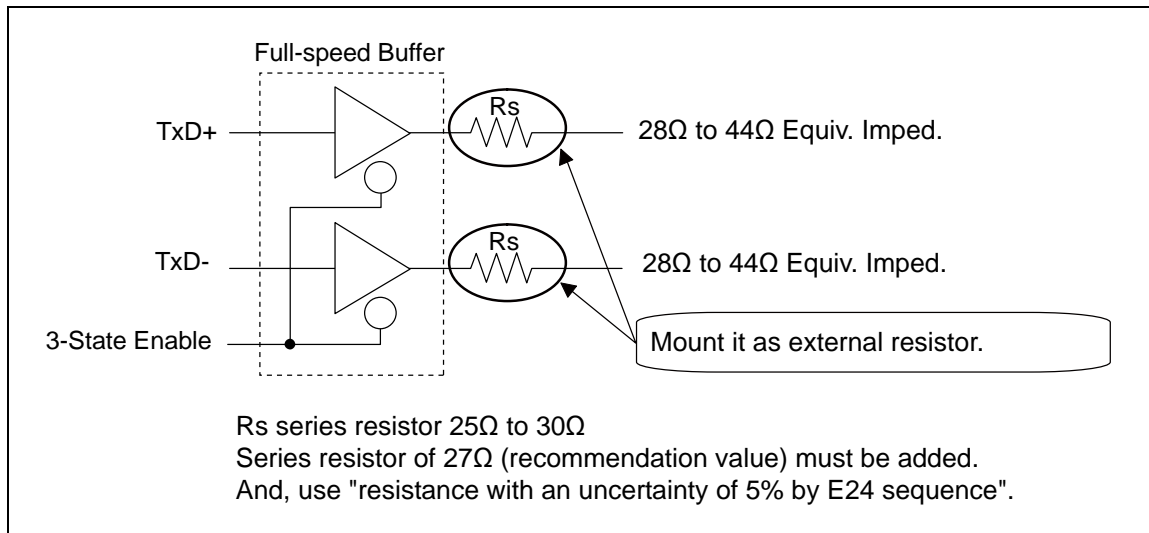 Full-speed Buffer
TxD+
Rs
28Ω to 44Ω Equiv. Imped.
TxD-
Rs
28Ω to 44Ω Equiv. Imped.
3-State Enable
Mount it as external resistor.
Rs series resistor 25Ω to 30Ω
Series resistor of 27Ω (recommendation value) must be added.
And, use "resistance with an uncertainty of 5% by E24 sequence".